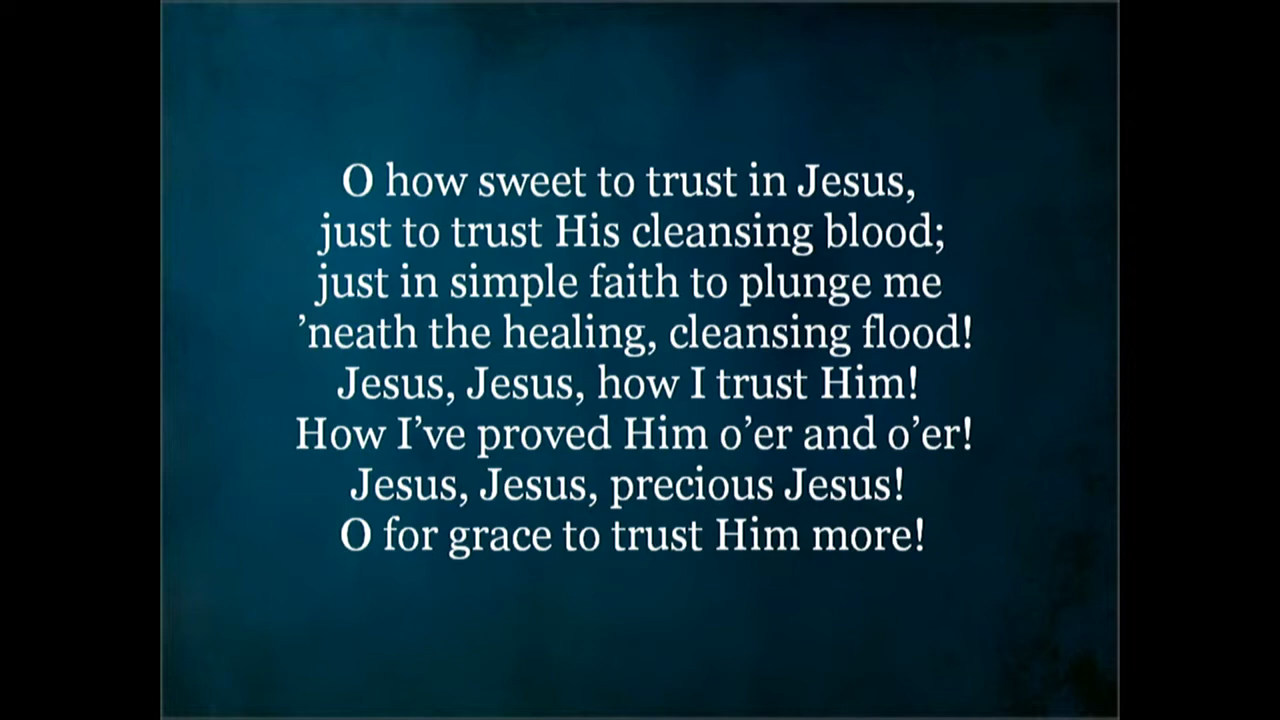 O how sweet to trust in Jesus,
just to trust His cleansing blood;
just in simple faith to plunge me
’neath the healing, cleansing flood!
Jesus, Jesus, how I trust Him!
How I’ve proved Him o’er and o’er!
Jesus, Jesus, precious Jesus!
O for grace to trust Him more!